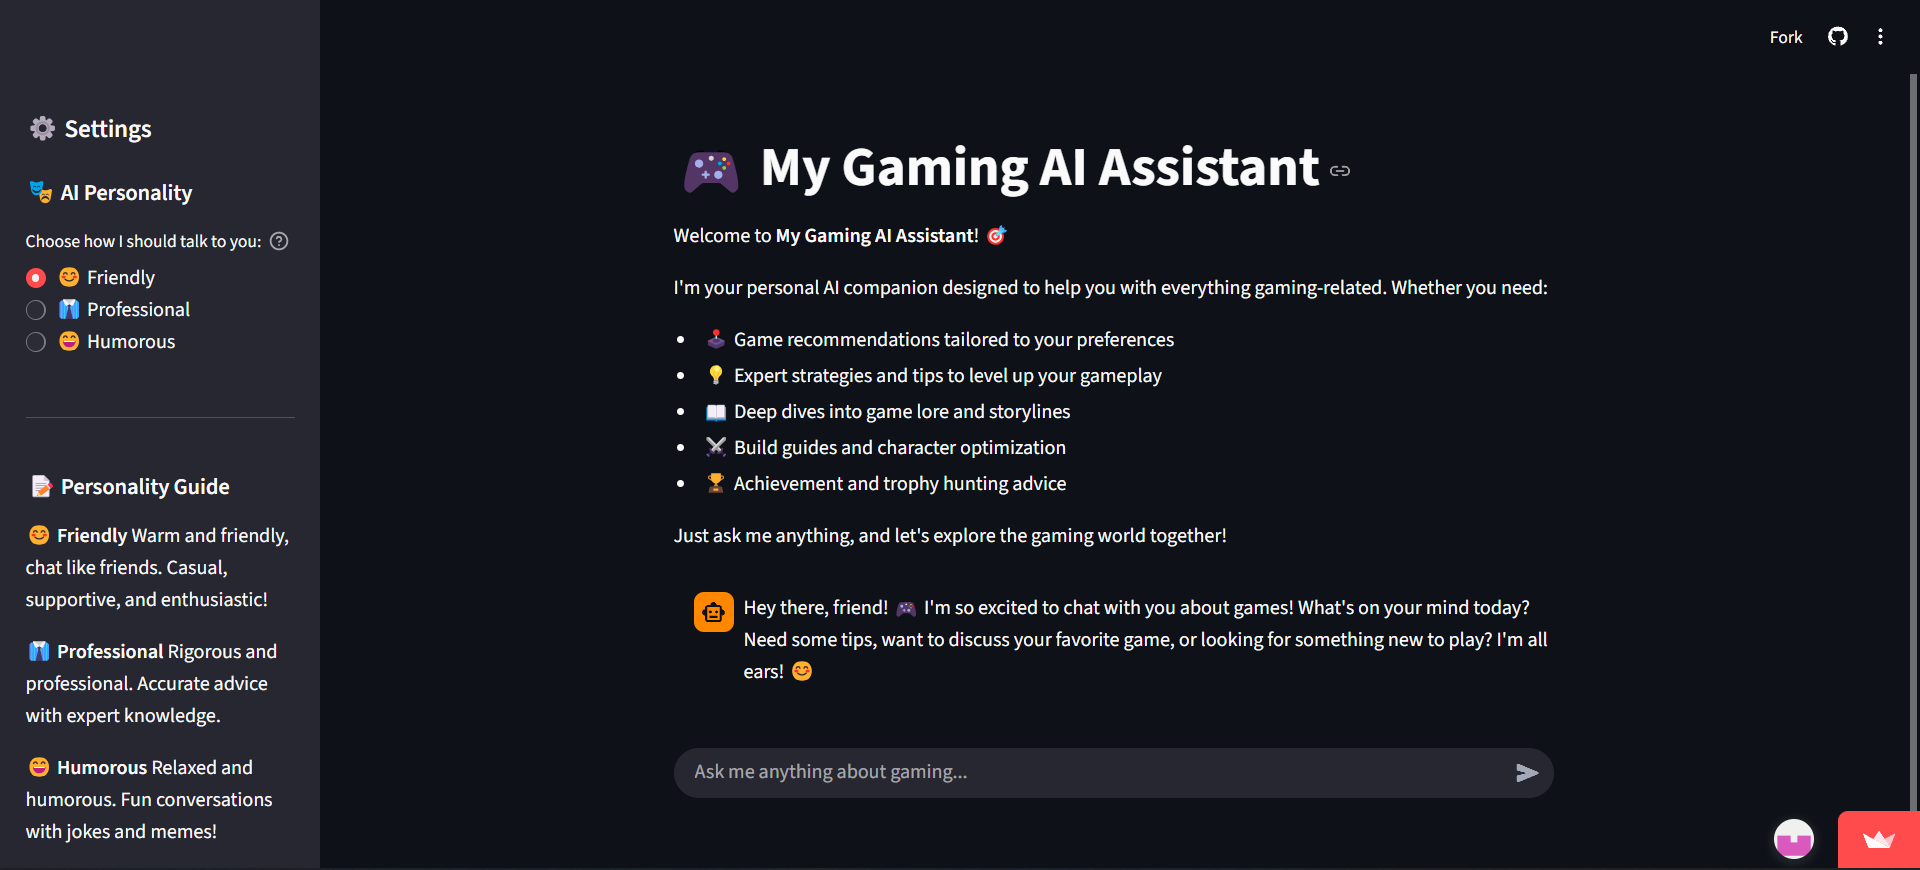 Fork
Settings
AI Personality
Choose how I should talk to you:
Friendly
Professional
Humorous
Personality Guide
Friendly Warm and friendly,
chat like friends. Casual,
supportive, and enthusiastic!
Professional Rigorous and
professional. Accurate advice
with expert knowledge.
Humorous Relaxed and
humorous. Fun conversations
with jokes and memes!
My Gaming AI Assistant
Welcome to My Gaming AI Assistant!
I'm your personal AI companion designed to help you with everything gaming-related. Whether you need:
Game recommendations tailored to your preferences
Expert strategies and tips to level up your gameplay
Deep dives into game lore and storylines
Build guides and character optimization
Achievement and trophy hunting advice
Just ask me anything, and let's explore the gaming world together!
Hey there, friend! 🎮 I'm so excited to chat with you about games! What's on your mind today?
Need some tips, want to discuss your favorite game, or looking for something new to play? I'm all
ears! 😊
Ask me anything about gaming...